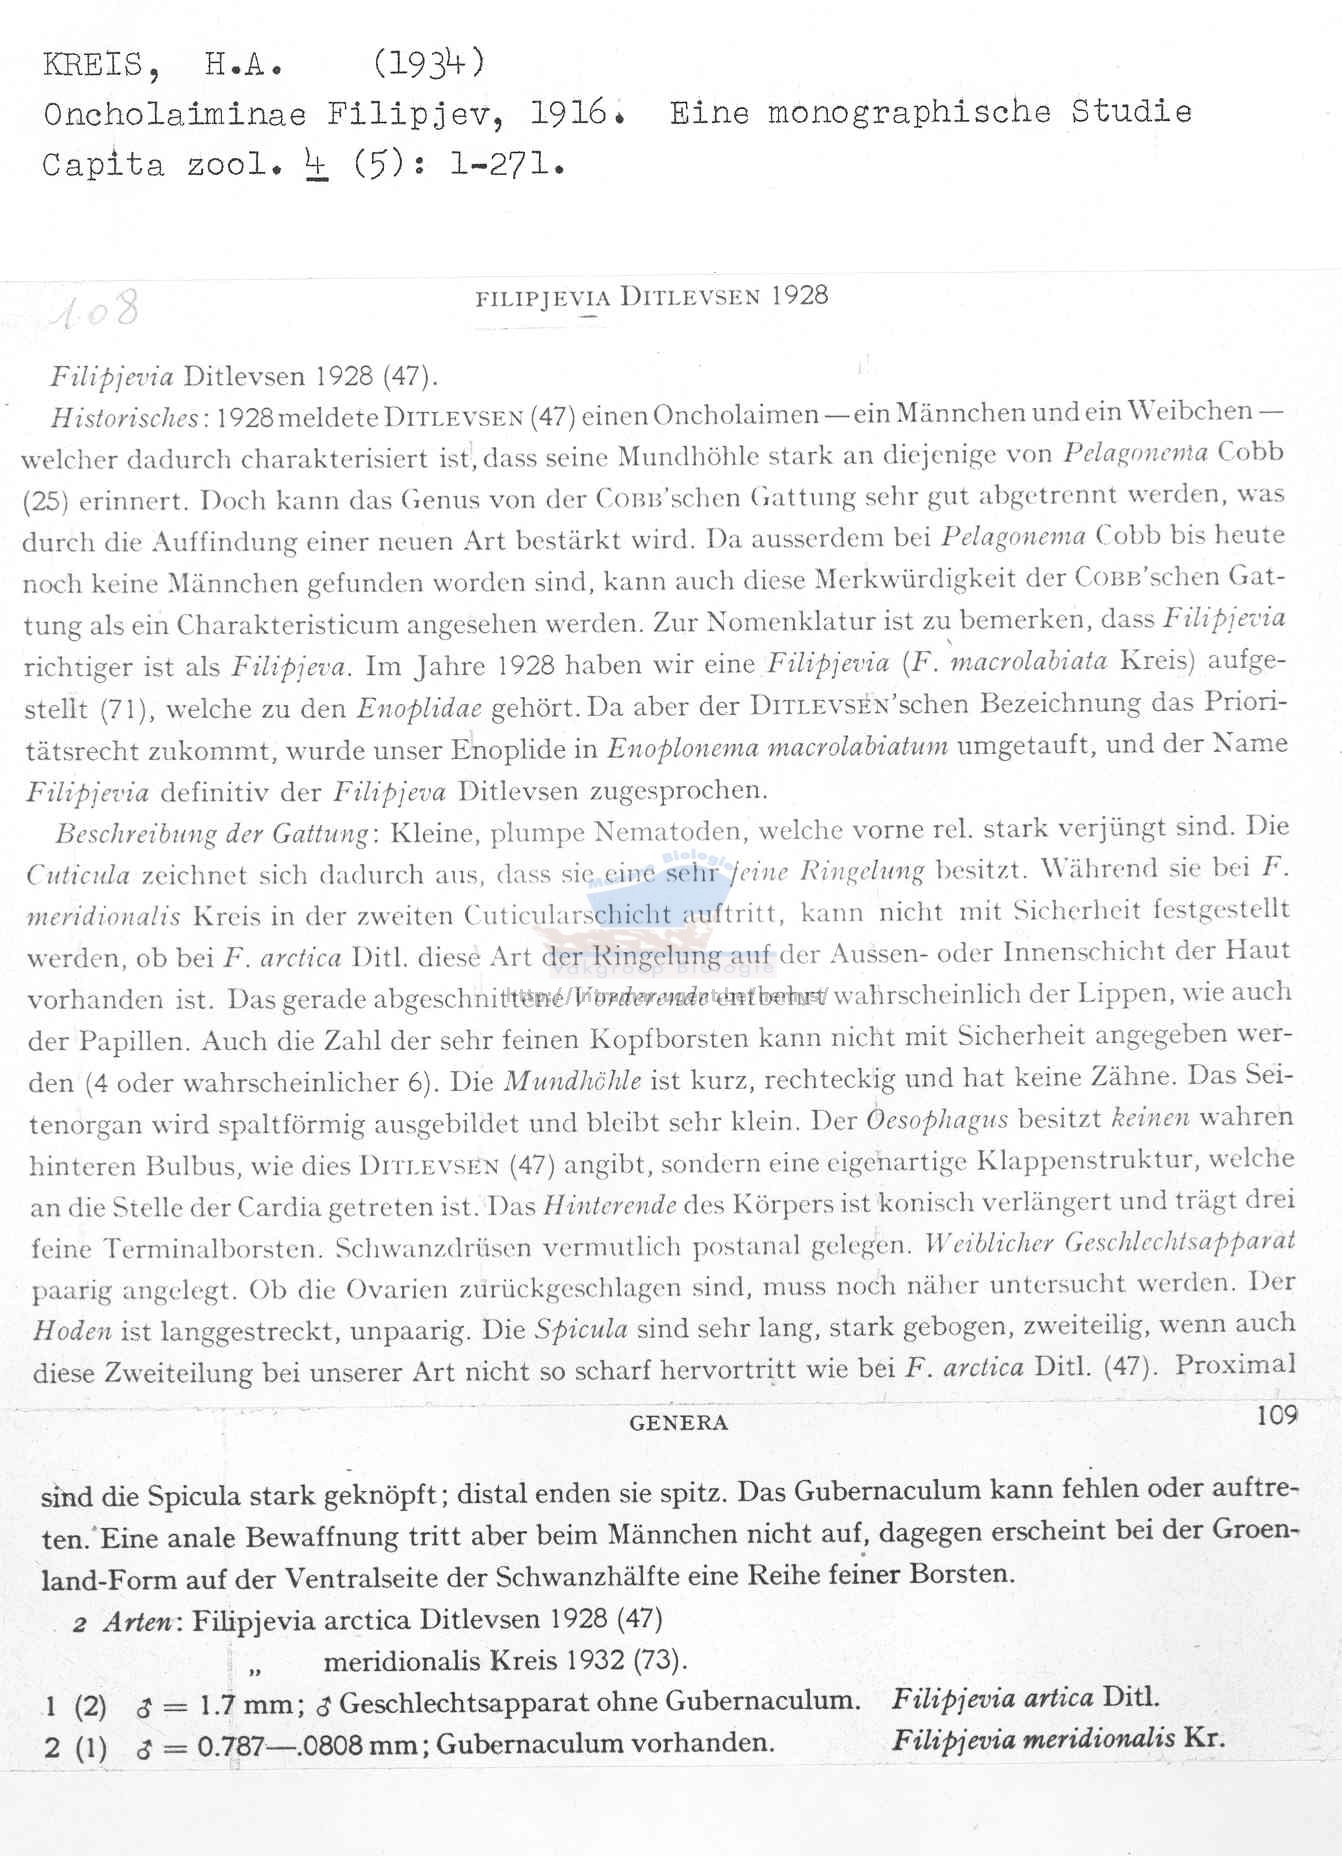 KREIS, H.A. (1934)
Oncholaiminae Filipjev, 1916. Eine monographische Studie
Capita zool. 4 (5): 1-271.
108
FILIPJEVIA DITLEVSEN 1928
Filipjevia Ditlevsen 1928 (47).
Historisches: 1928 meldete DITLEVSEN (47) einen Oncholaimen — ein Männchen und ein Weibchen —
welcher dadurch charakterisiert ist, dass seine Mundhöhle stark an diejenige von Pelagonema Cobb
(25) erinnert. Doch kann das Genus von der COBB'schen Gattung sehr gut abgetrennt werden, was
durch die Auffindung einer neuen Art bestärkt wird. Da ausserdem bei Pelagonema Cobb bis heute
noch keine Männchen gefunden worden sind, kann auch diese Merkwürdigkeit der COBB'schen Gat-
tung als ein Charakteristicum angesehen werden. Zur Nomenklatur ist zu bemerken, dass Filipjevia
richtiger ist als Filipjeva. Im Jahre 1928 haben wir eine Filipjevia (F. macrolabiata Kreis) aufge-
stellt (71), welche zu den Enoplidae gehört. Da aber der DITLEVSEN'schen Bezeichnung das Priori-
tätsrecht zukommt, wurde unser Enoplide in Enoplonema macrolabiatum umgetauft, und der Name
Filipjevia definitiv der Filipjeva Ditlevsen zugesprochen.
Beschreibung der Gattung: Kleine, plumpe Nematoden, welche vorne rel. stark verjüngt sind. Die
Cuticula zeichnet sich dadurch aus, dass sie eine sehr feine Ringelung besitzt. Während sie bei F.
meridionalis Kreis in der zweiten Cuticularschicht auftritt, kann nicht mit Sicherheit festgestellt
werden, ob bei F. arctica Ditl. diese Art der Ringelung auf der Aussen- oder Innenschicht der Haut
vorhanden ist. Das gerade abgeschnittene Vorderende entbehrt wahrscheinlich der Lippen, wie auch
der Papillen. Auch die Zahl der sehr feinen Kopfborsten kann nicht mit Sicherheit angegeben wer-
den (4 oder wahrscheinlicher 6). Die Mundhöhle ist kurz, rechteckig und hat keine Zähne. Das Sei-
tenorgan wird spaltförmig ausgebildet und bleibt sehr klein. Der Oesophagus besitzt keinen wahren
hinteren Bulbus, wie dies DITLEVSEN (47) angibt, sondern eine eigenartige Klappenstruktur, welche
an die Stelle der Cardia getreten ist. Das Hinterende des Körpers ist konisch verlängert und trägt drei
feine Terminalborsten. Schwanzdrüsen vermutlich postanal gelegen. Weiblicher Geschlechtsapparat
paarig angelegt. Ob die Ovarien zurückgeschlagen sind, muss noch näher untersucht werden. Der
Hoden ist langgestreckt, unpaarig. Die Spicula sind sehr lang, stark gebogen, zweiteilig, wenn auch
diese Zweiteilung bei unserer Art nicht so scharf hervortritt wie bei F. arctica Ditl. (47). Proximal
GENERA 109
sind die Spicula stark geknöpft; distal enden sie spitz. Das Gubernaculum kann fehlen oder auftre-
ten. Eine anale Bewaffnung tritt aber beim Männchen nicht auf, dagegen erscheint bei der Groen-
land-Form auf der Ventralseite der Schwanzhälfte eine Reihe feiner Borsten.
2 Arten: Filipjevia arctica Ditlevsen 1928 (47)
„ meridionalis Kreis 1932 (73).
1 (2) ♂ = 1.7 mm; ♂ Geschlechtsapparat ohne Gubernaculum. Filipjevia artica Ditl.
2 (1) ♂ = 0.787—.0808 mm; Gubernaculum vorhanden. Filipjevia meridionalis Kr.